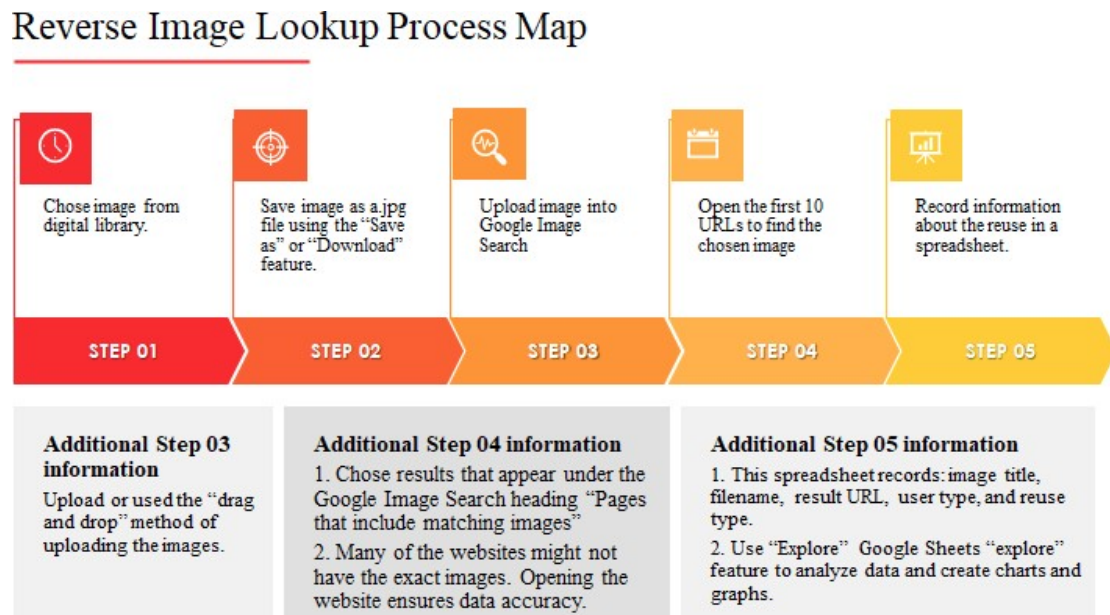 Reverse Image Lookup Process Map
Chose image from
digital library.
Save image as a.jpg
file using the “Save
as” or “Download”
feature.
Upload image into
Google Image
Search
Open the first 10
URLs to find the
chosen image
Record information
about the reuse in a
spreadsheet.
STEP 01
STEP 02
STEP 03
STEP 04
STEP 05
Additional Step 03
information
Upload or used the “drag
and drop” method of
uploading the images.
Additional Step 04 information
1. Chose results that appear under the
Google Image Search heading “Pages
that include matching images”
2. Many of the websites might not
have the exact images. Opening the
website ensures data accuracy.
Additional Step 05 information
1. This spreadsheet records: image title,
filename, result URL, user type, and reuse
type.
2. Use “Explore” Google Sheets “explore”
feature to analyze data and create charts and
graphs.